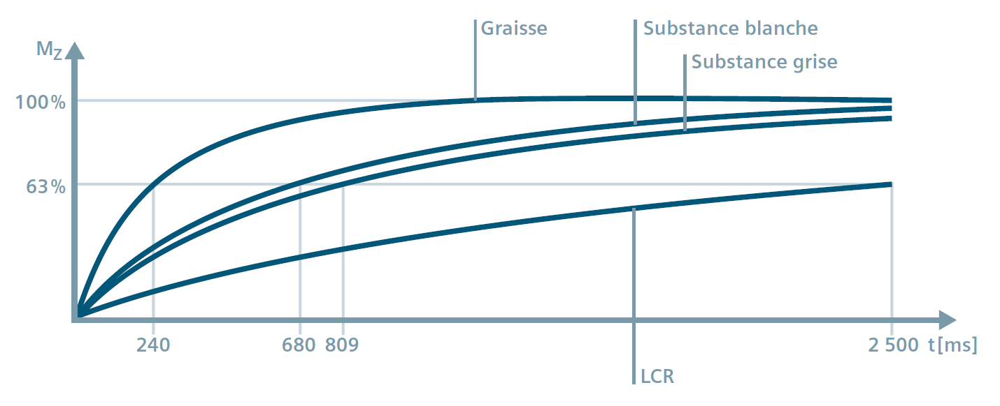 Graisse
Substance blanche
MZ
Substance grise
100%
63%
240
680
809
2 500
t[ms]
LCR